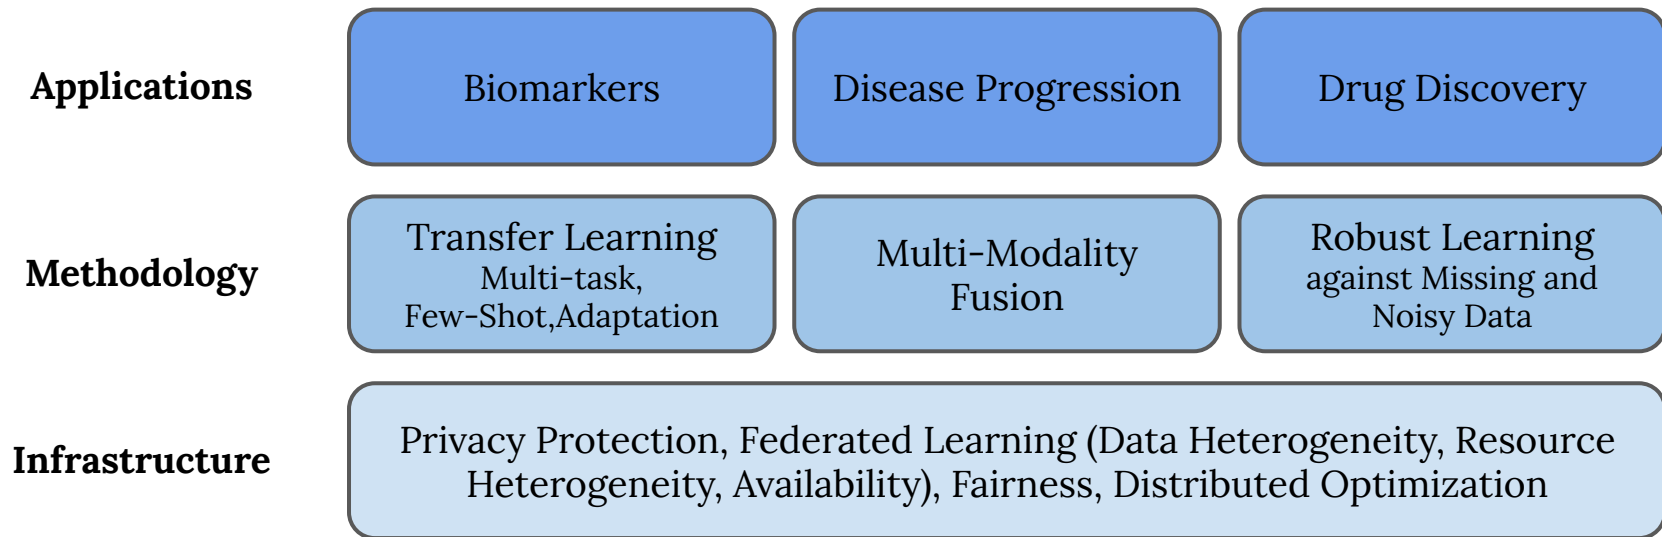 Applications
Biomarkers
Disease Progression
Drug Discovery
Methodology
Transfer Learning
Multi-task,
Few-Shot,Adaptation
Multi-Modality
Fusion
Robust Learning
against Missing and
Noisy Data
Infrastructure
Privacy Protection, Federated Learning (Data Heterogeneity, Resource
Heterogeneity, Availability), Fairness, Distributed Optimization